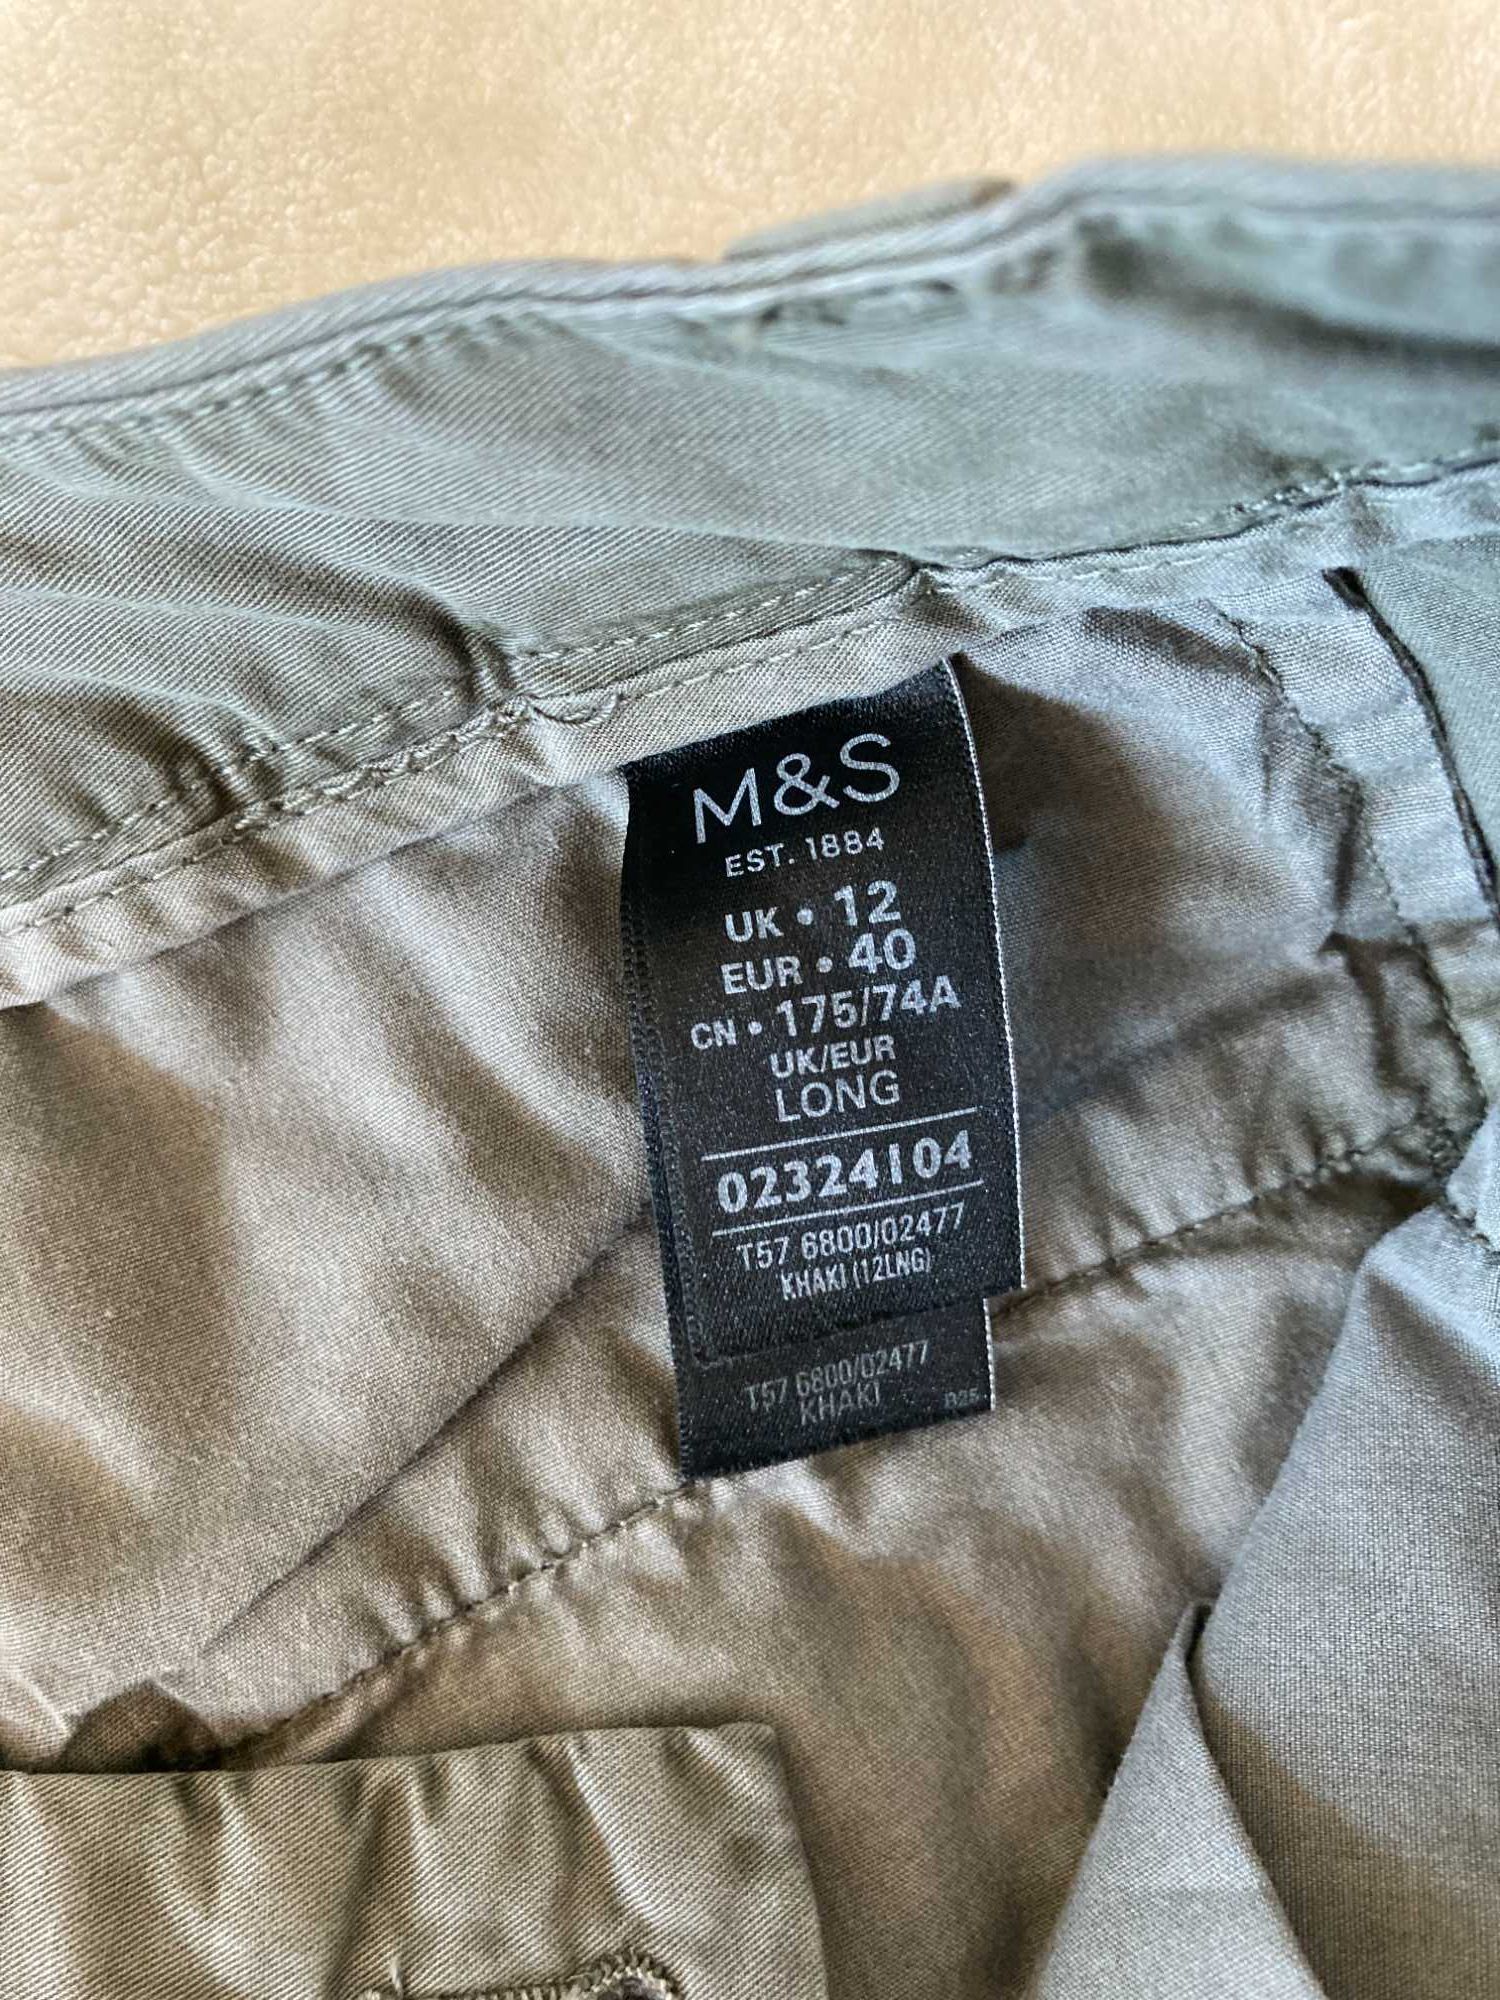 M&S
EST. 1884
UK • 12
EUR • 40
CN • 175/74A
UK/EUR
LONG
02324104
T57 6800/02477
KHAKI (12LNG)
T57 6800/02477
KHAKI